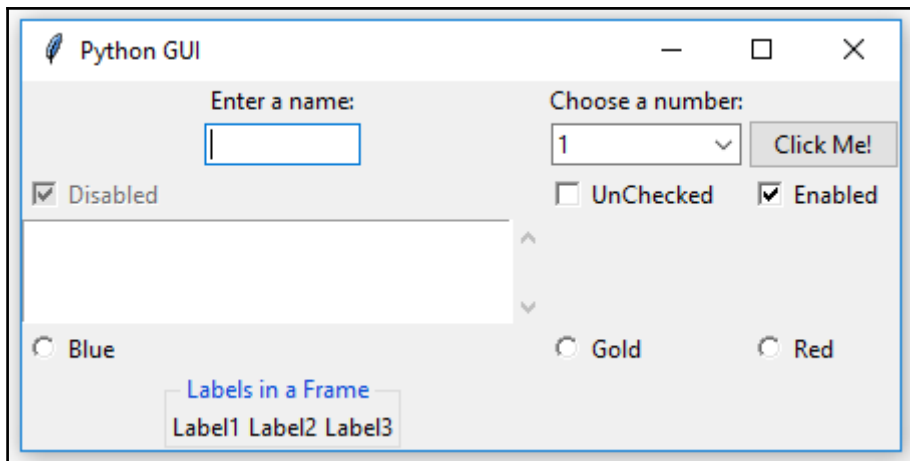 Python GUI
Enter a name: Choose a number:
1 Click Me!
Disabled UnChecked Enabled
Blue Gold Red
Labels in a Frame
Label1 Label2 Label3